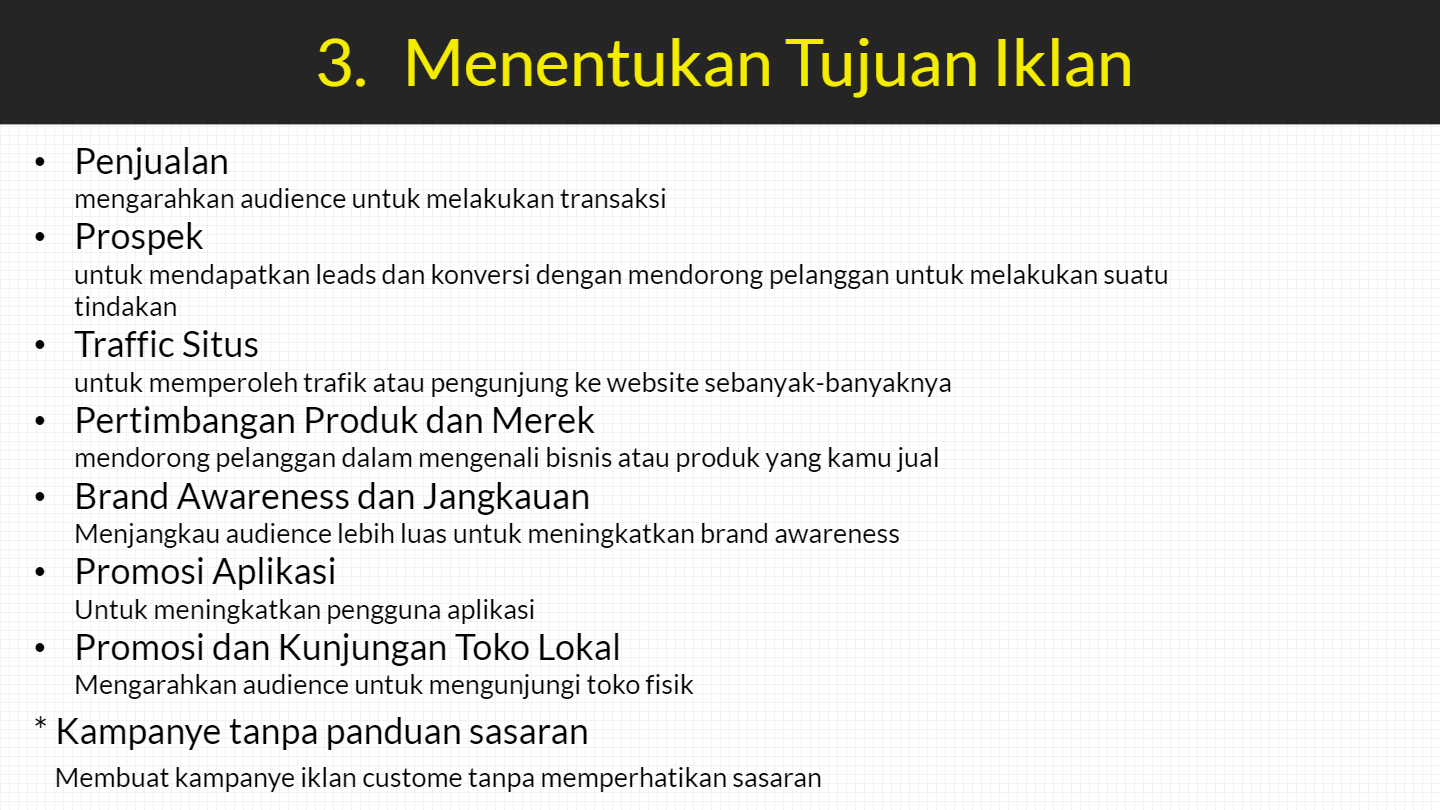 3. Menentukan Tujuan Iklan
• Penjualan
mengarahkan audience untuk melakukan transaksi
• Prospek
untuk mendapatkan leads dan konversi dengan mendorong pelanggan untuk melakukan suatu
tindakan
• Traffic Situs
untuk memperoleh trafik atau pengunjung ke website sebanyak-banyaknya
• Pertimbangan Produk dan Merek
mendorong pelanggan dalam mengenali bisnis atau produk yang kamu jual
• Brand Awareness dan Jangkauan
Menjangkau audience lebih luas untuk meningkatkan brand awareness
• Promosi Aplikasi
Untuk meningkatkan pengguna aplikasi
• Promosi dan Kunjungan Toko Lokal
Mengarahkan audience untuk mengunjungi toko fisik
* Kampanye tanpa panduan sasaran
Membuat kampanye iklan custome tanpa memperhatikan sasaran